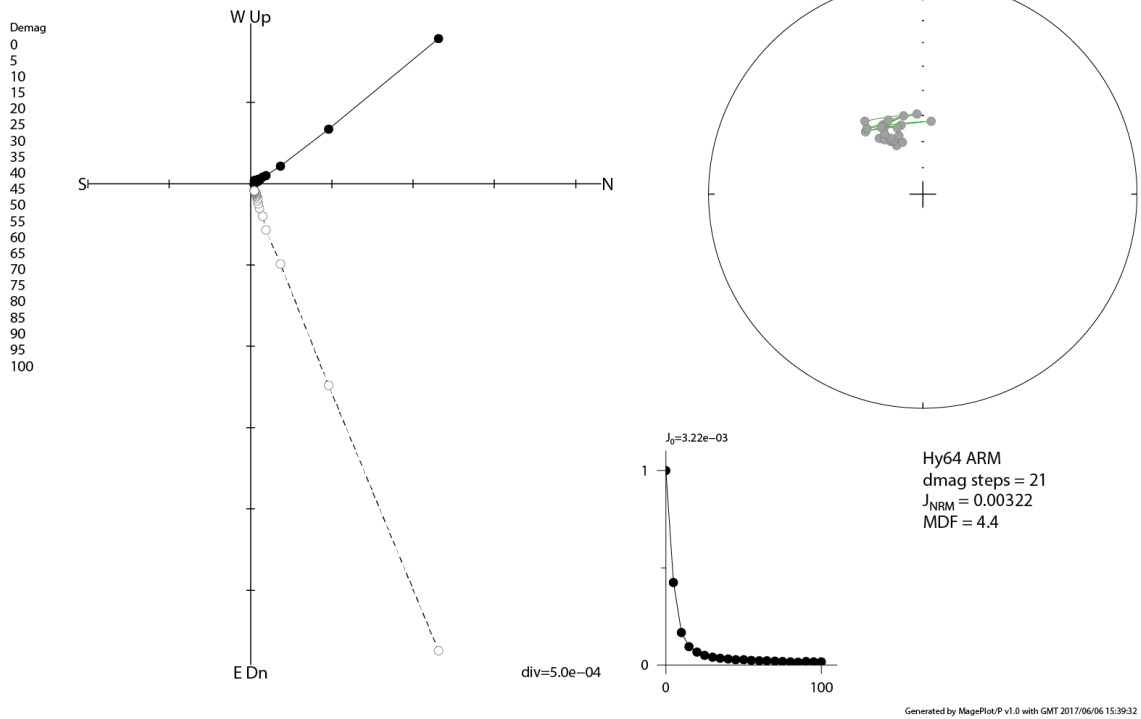 W Up
Demag
0
5
10
15
20
25
30
35
40
45
50
55
60
65
70
75
80
85
90
95
100
S
N
E Dn
div=5.0e−04
J0=3.22e−03
1
0
0
100
Hy64 ARM
dmag steps = 21
JNRM = 0.00322
MDF = 4.4
Generated by MagePlot/P v1.0 with GMT 2017/06/06 15:39:32